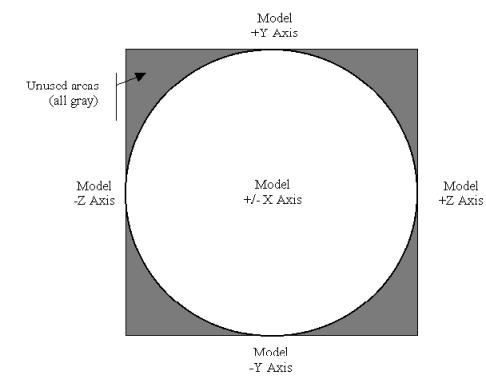 Model
+Y Axis
Unused areas
(all gray)
Model
-Z Axis
Model
+/- X Axis
Model
+Z Axis
Model
-Y Axis